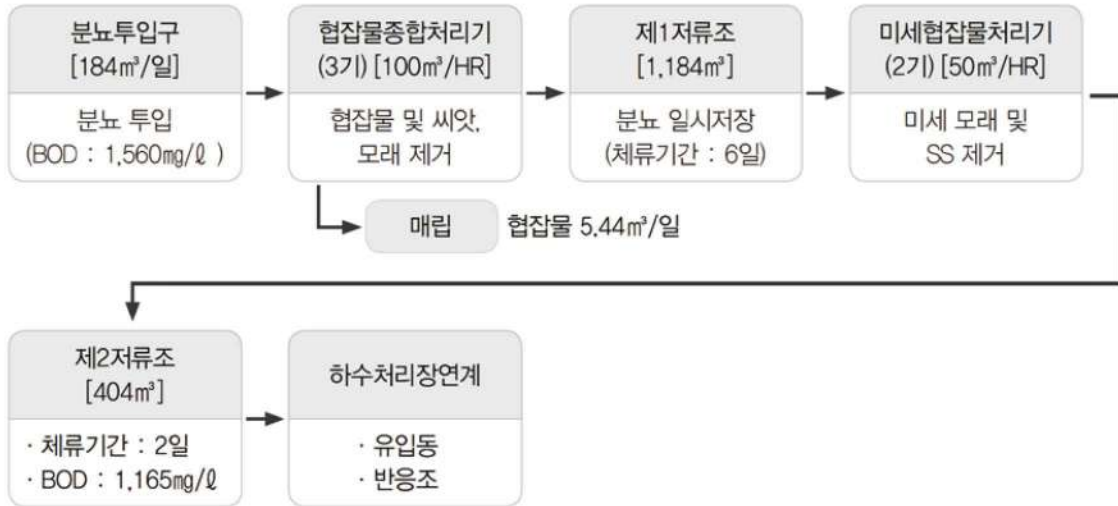 분뇨투입구
[184㎥/일]
분뇨 투입
(BOD : 1,560㎎/ℓ )
협잡물종합처리기
(3기) [100㎥/HR]
협잡물 및 씨앗,
모래 제거
제1저류조
[1,184㎥]
분뇨 일시저장
(체류기간 : 6일)
미세협잡물처리기
(2기) [50㎥/HR]
미세 모래 및
SS 제거
매립
협잡물 5.44㎥/일
제2저류조
[404㎥]
· 체류기간 : 2일
· BOD : 1,165㎎/ℓ
하수처리장연계
· 유입동
· 반응조